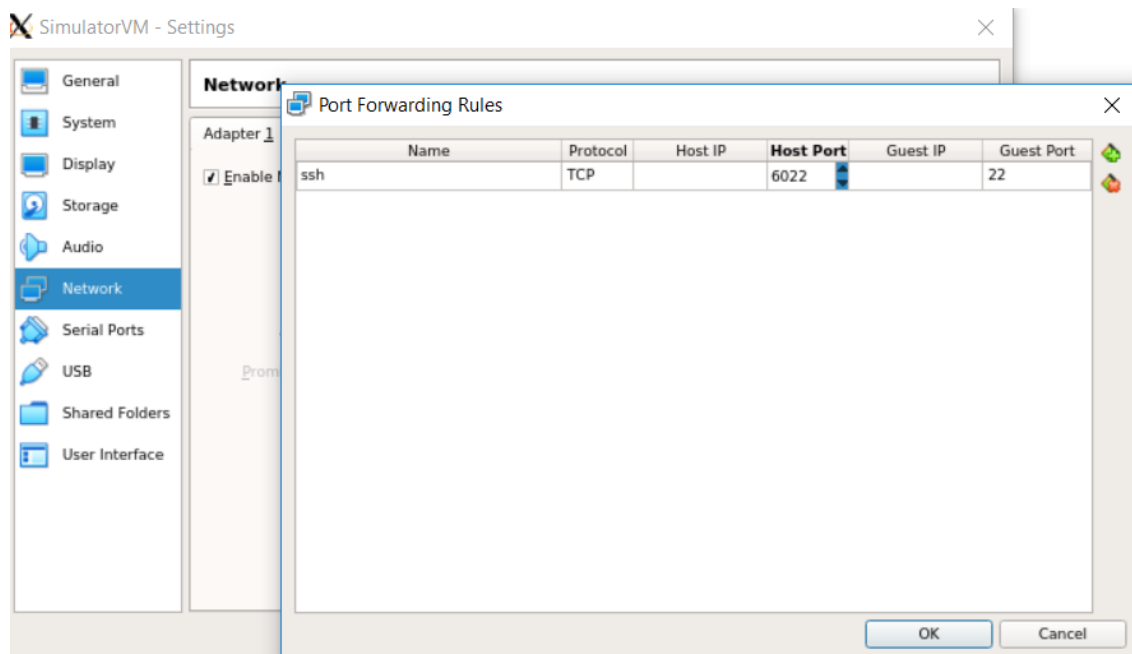 SimulatorVM - Settings
General
System
Display
Storage
Audio
Network
Serial Ports
USB
Shared Folders
User Interface
Network
Adapter 1
Enable
Prom
Port Forwarding Rules
Name Protocol Host IP Host Port Guest IP Guest Port
ssh TCP 6022 22
OK Cancel